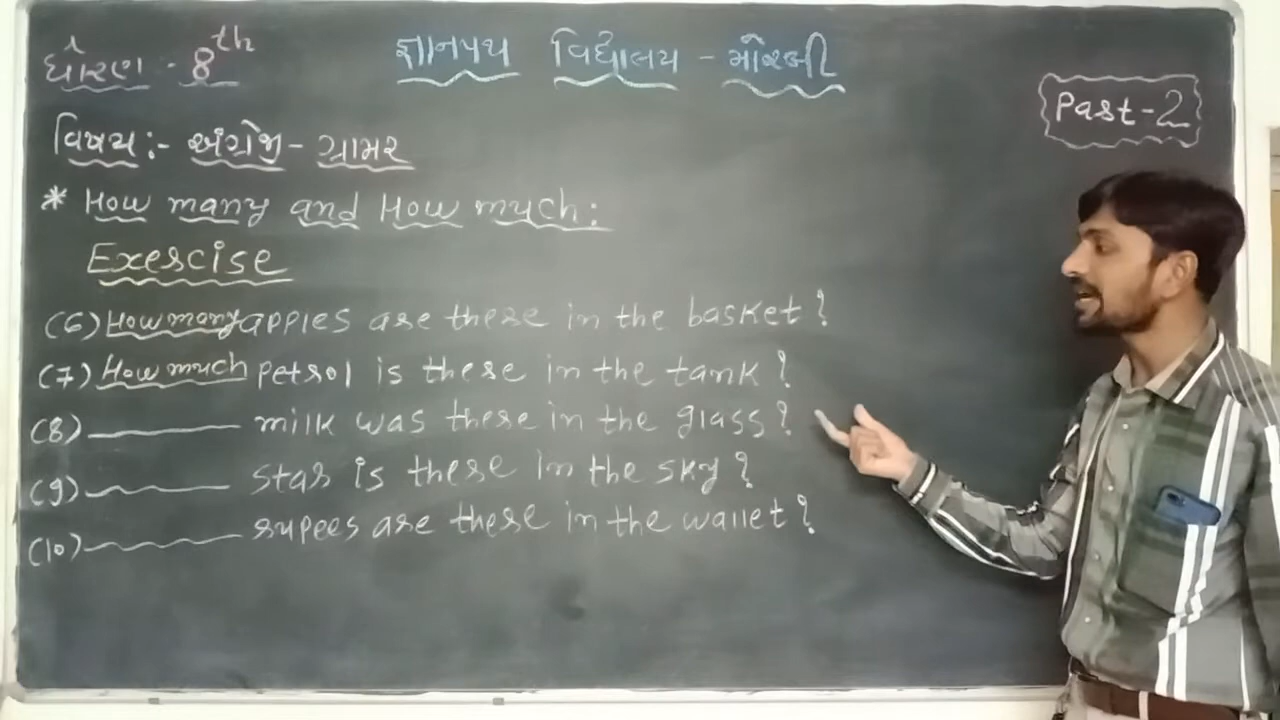 ધોરણ - 8th
જ્ઞાનપથ વિદ્યાલય - મોરબી
Part-2
વિષય :- અંગ્રેજી - ગ્રામર
* How many and How much:
Exercise
(6) How many apples are there in the basket?
(7) How much petrol is there in the tank?
(8) ______ milk was there in the glass?
(9) ______ star is there in the sky?
(10) ______ rupees are there in the wallet?